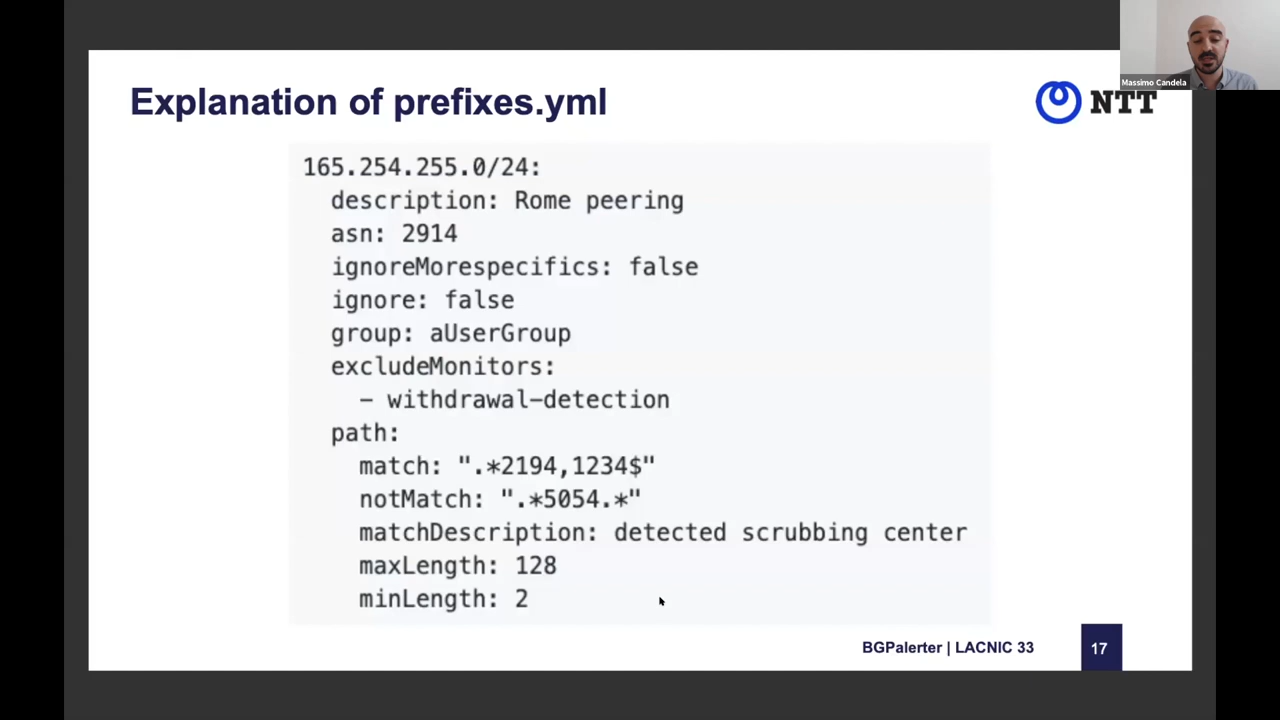 Massimo Candela
Explanation of prefixes.yml
NTT
165.254.255.0/24:
description: Rome peering
asn: 2914
ignoreMorespecifics: false
ignore: false
group: aUserGroup
excludeMonitors:
- withdrawal-detection
path:
match: ".*2194,1234$"
notMatch: ".*5054.*"
matchDescription: detected scrubbing center
maxLength: 128
minLength: 2
BGPalerter | LACNIC 33
17